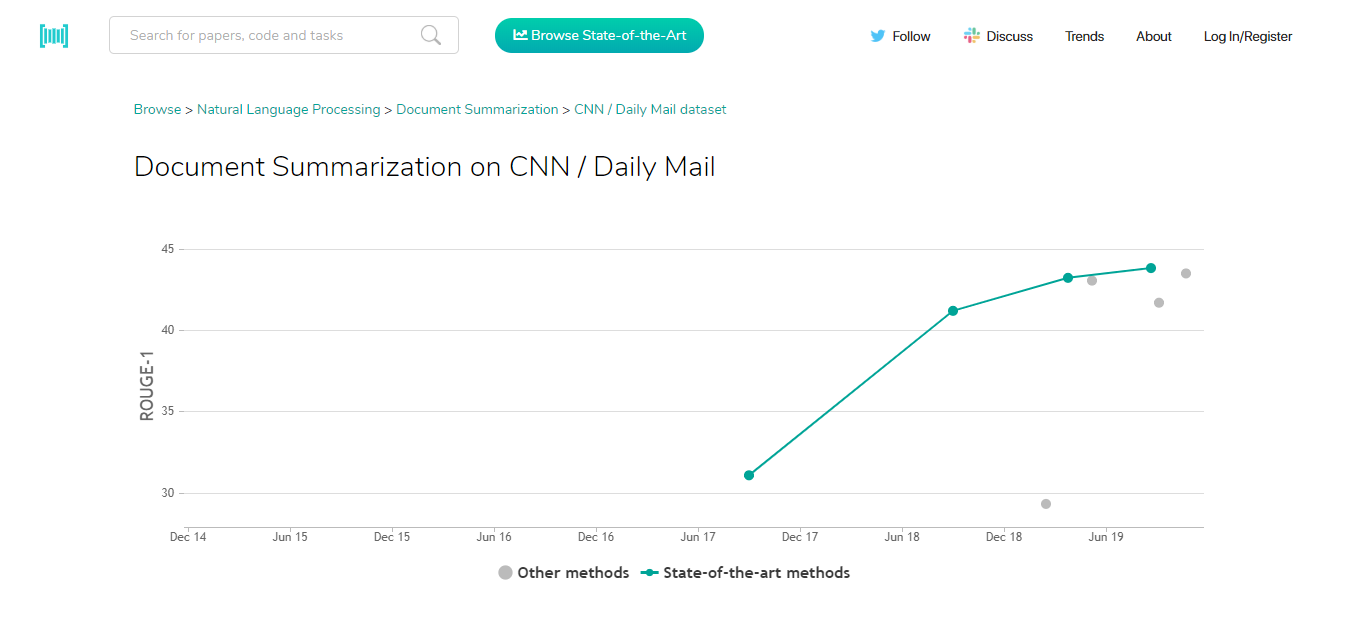 Search for papers, code and tasks
Browse State-of-the-Art
Follow
Discuss
Trends
About
Log In/Register
Browse > Natural Language Processing > Document Summarization > CNN / Daily Mail dataset
Document Summarization on CNN / Daily Mail
45
40
35
30
ROUGE-1
Dec 14 Jun 15 Dec 15 Jun 16 Dec 16 Jun 17 Dec 17 Jun 18 Dec 18 Jun 19
Other methods State-of-the-art methods